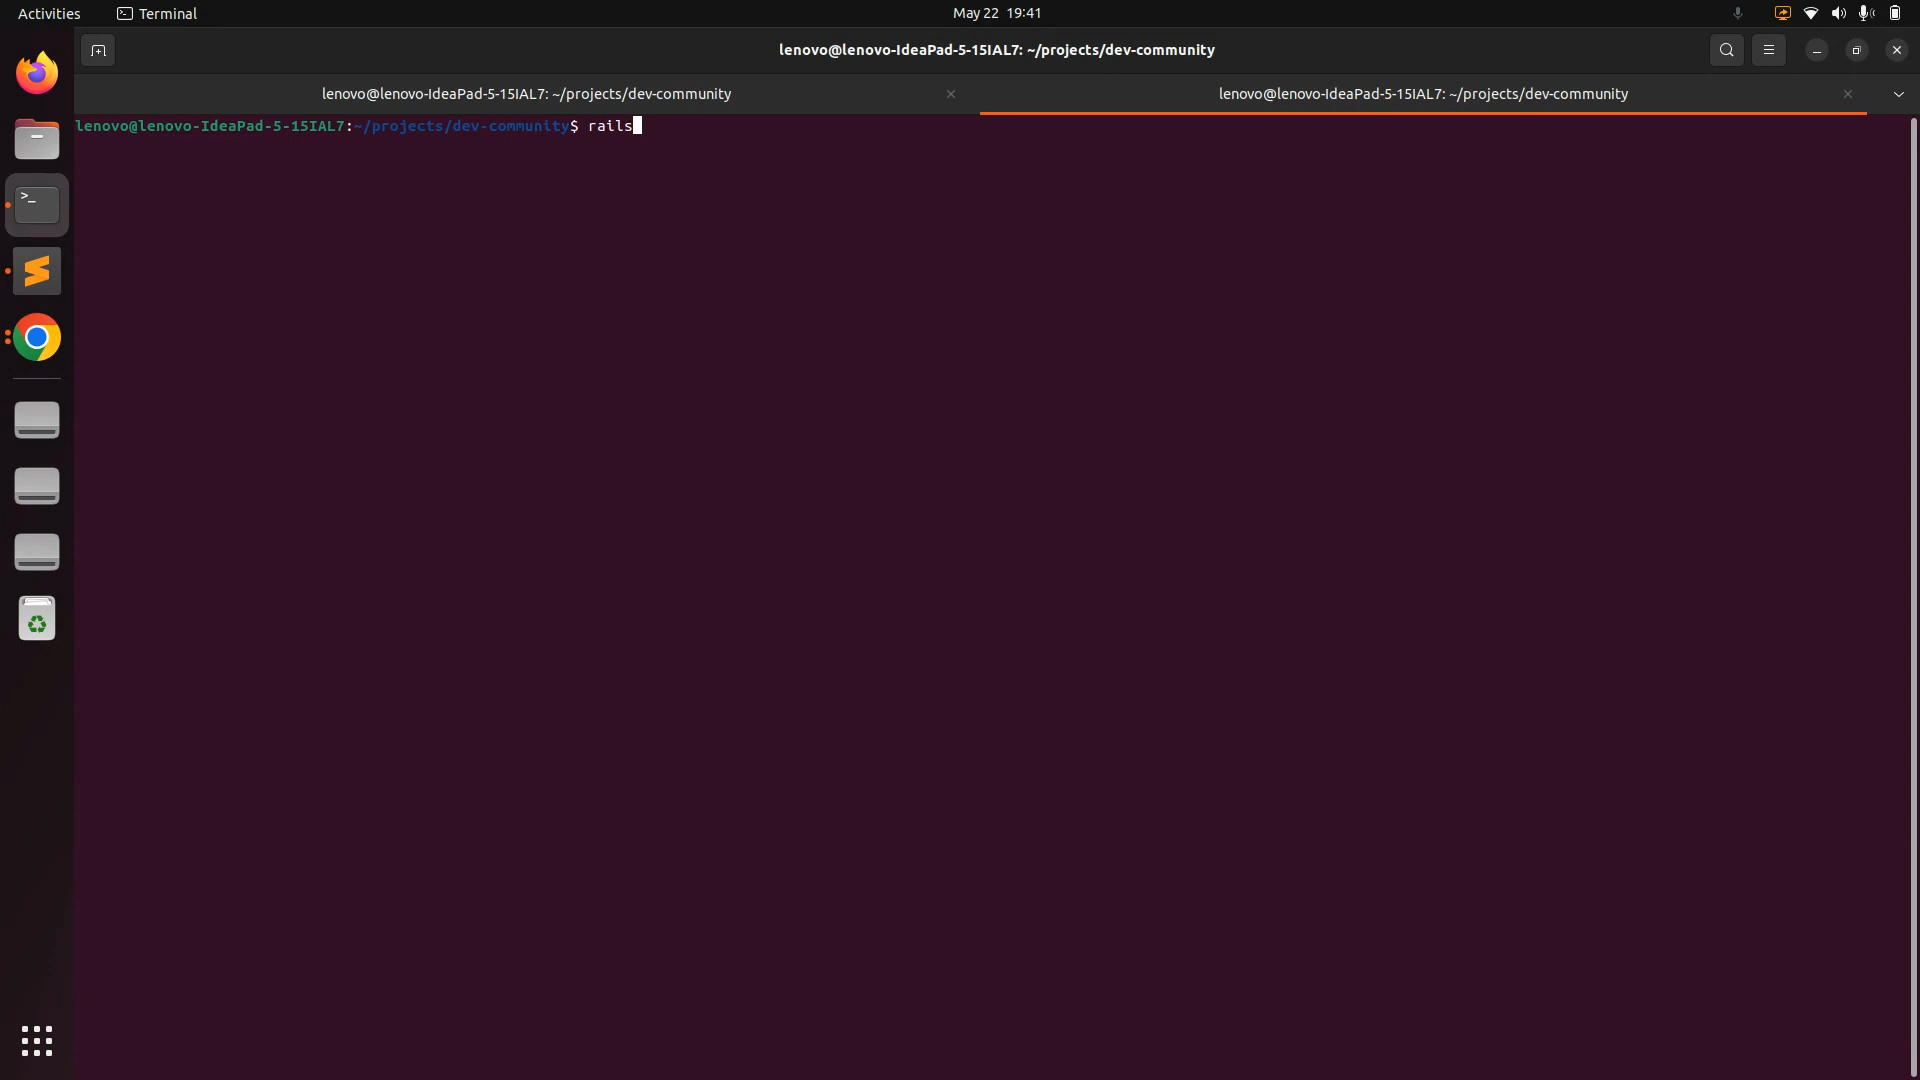 Activities Terminal May 22 19:41
lenovo@lenovo-IdeaPad-5-15IAL7: ~/projects/dev-community
lenovo@lenovo-IdeaPad-5-15IAL7: ~/projects/dev-community lenovo@lenovo-IdeaPad-5-15IAL7: ~/projects/dev-community
lenovo@lenovo-IdeaPad-5-15IAL7:~/projects/dev-community$ rails